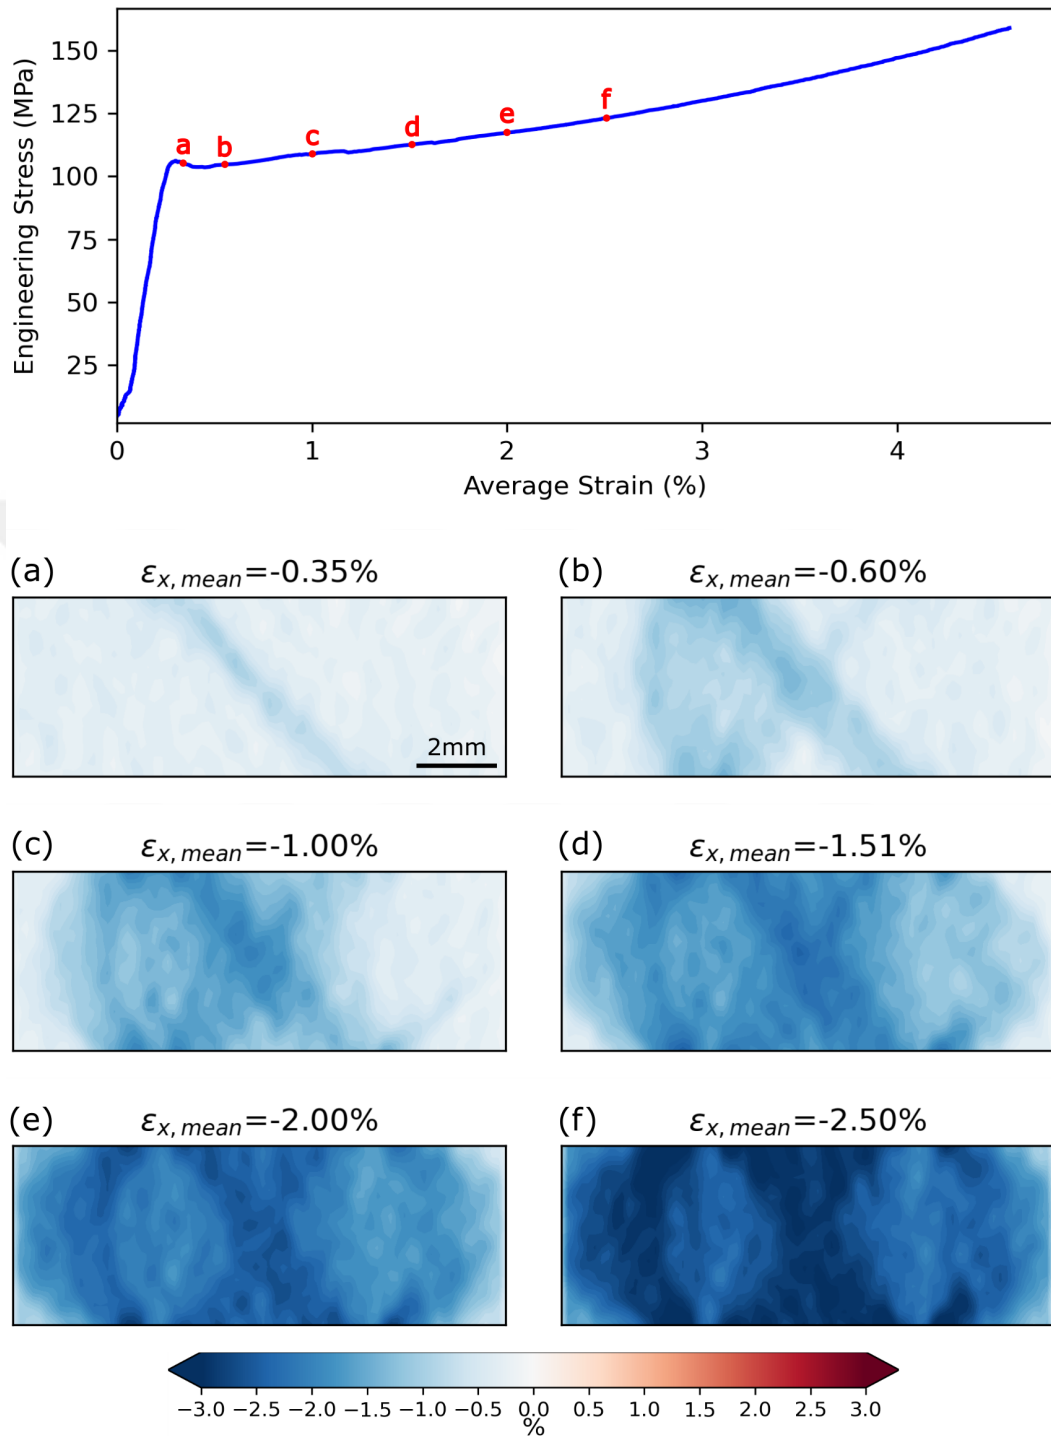 150
125
100
75
50
25
Engineering Stress (MPa)
a b c d e f
0 1 2 3 4
Average Strain (%)
(a) εx, mean=-0.35%
(b) εx, mean=-0.60%
2mm
(c) εx, mean=-1.00%
(d) εx, mean=-1.51%
(e) εx, mean=-2.00%
(f) εx, mean=-2.50%
−3.0 −2.5 −2.0 −1.5 −1.0 −0.5 0.0 0.5 1.0 1.5 2.0 2.5 3.0
%